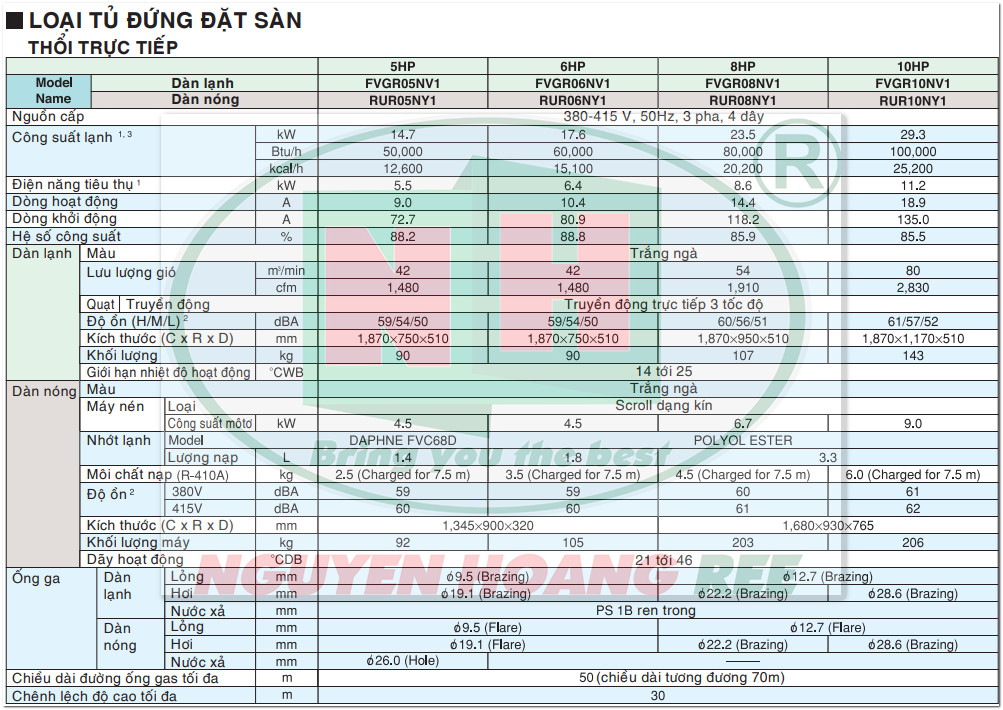 LOẠI TỦ ĐỨNG ĐẶT SÀN
THỔI TRỰC TIẾP
5HP 6HP 8HP 10HP
Model Name Dàn lạnh FVGR05NV1 FVGR06NV1 FVGR08NV1 FVGR10NV1
Dàn nóng RUR05NY1 RUR06NY1 RUR08NY1 RUR10NY1
Nguồn cấp 380-415 V, 50Hz, 3 pha, 4 dây
Công suất lạnh 1, 3 kW 14.7 17.6 23.5 29.3
Btu/h 50,000 60,000 80,000 100,000
kcal/h 12,600 15,100 20,200 25,200
Điện năng tiêu thụ 1 kW 5.5 6.4 8.6 11.2
Dòng hoạt động A 9.0 10.4 14.4 18.9
Dòng khởi động A 72.7 80.9 118.2 135.0
Hệ số công suất % 88.2 88.8 85.9 85.5
Dàn lạnh Màu Trắng ngà
Lưu lượng gió m³/min 42 42 54 80
cfm 1,480 1,480 1,910 2,830
Quạt Truyền động Truyền động trực tiếp 3 tốc độ
Độ ồn (H/M/L) 2 dBA 59/54/50 59/54/50 60/56/51 61/57/52
Kích thước (C x R x D) mm 1,870×750×510 1,870×750×510 1,870×950×510 1,870×1,170×510
Khối lượng kg 90 90 107 143
Giới hạn nhiệt độ hoạt động °CWB 14 tới 25
Dàn nóng Màu Trắng ngà
Máy nén Loại Scroll dạng kín
Công suất môtơ kW 4.5 4.5 6.7 9.0
Nhớt lạnh Model DAPHNE FVC68D POLYOL ESTER
Lượng nạp L 1.4 1.8 3.3
Môi chất nạp (R-410A) kg 2.5 (Charged for 7.5 m) 3.5 (Charged for 7.5 m) 4.5 (Charged for 7.5 m) 6.0 (Charged for 7.5 m)
Độ ồn 2 380V dBA 59 59 60 61
415V dBA 60 60 61 62
Kích thước (C x R x D) mm 1,345×900×320 1,680×930×765
Khối lượng máy kg 92 105 203 206
Dãy hoạt động °CDB 21 tới 46
Ống ga Dàn lạnh Lỏng mm ϕ9.5 (Brazing) ϕ12.7 (Brazing)
Hơi mm ϕ19.1 (Brazing) ϕ22.2 (Brazing) ϕ28.6 (Brazing)
Nước xả mm PS 1B ren trong
Dàn nóng Lỏng mm ϕ9.5 (Flare) ϕ12.7 (Flare)
Hơi mm ϕ19.1 (Flare) ϕ22.2 (Brazing) ϕ28.6 (Brazing)
Nước xả mm ϕ26.0 (Hole) ——
Chiều dài đường ống gas tối đa m 50 (chiều dài tương đương 70m)
Chênh lệch độ cao tối đa m 30
NH
®
Bring you the best
NGUYEN HOANG REE